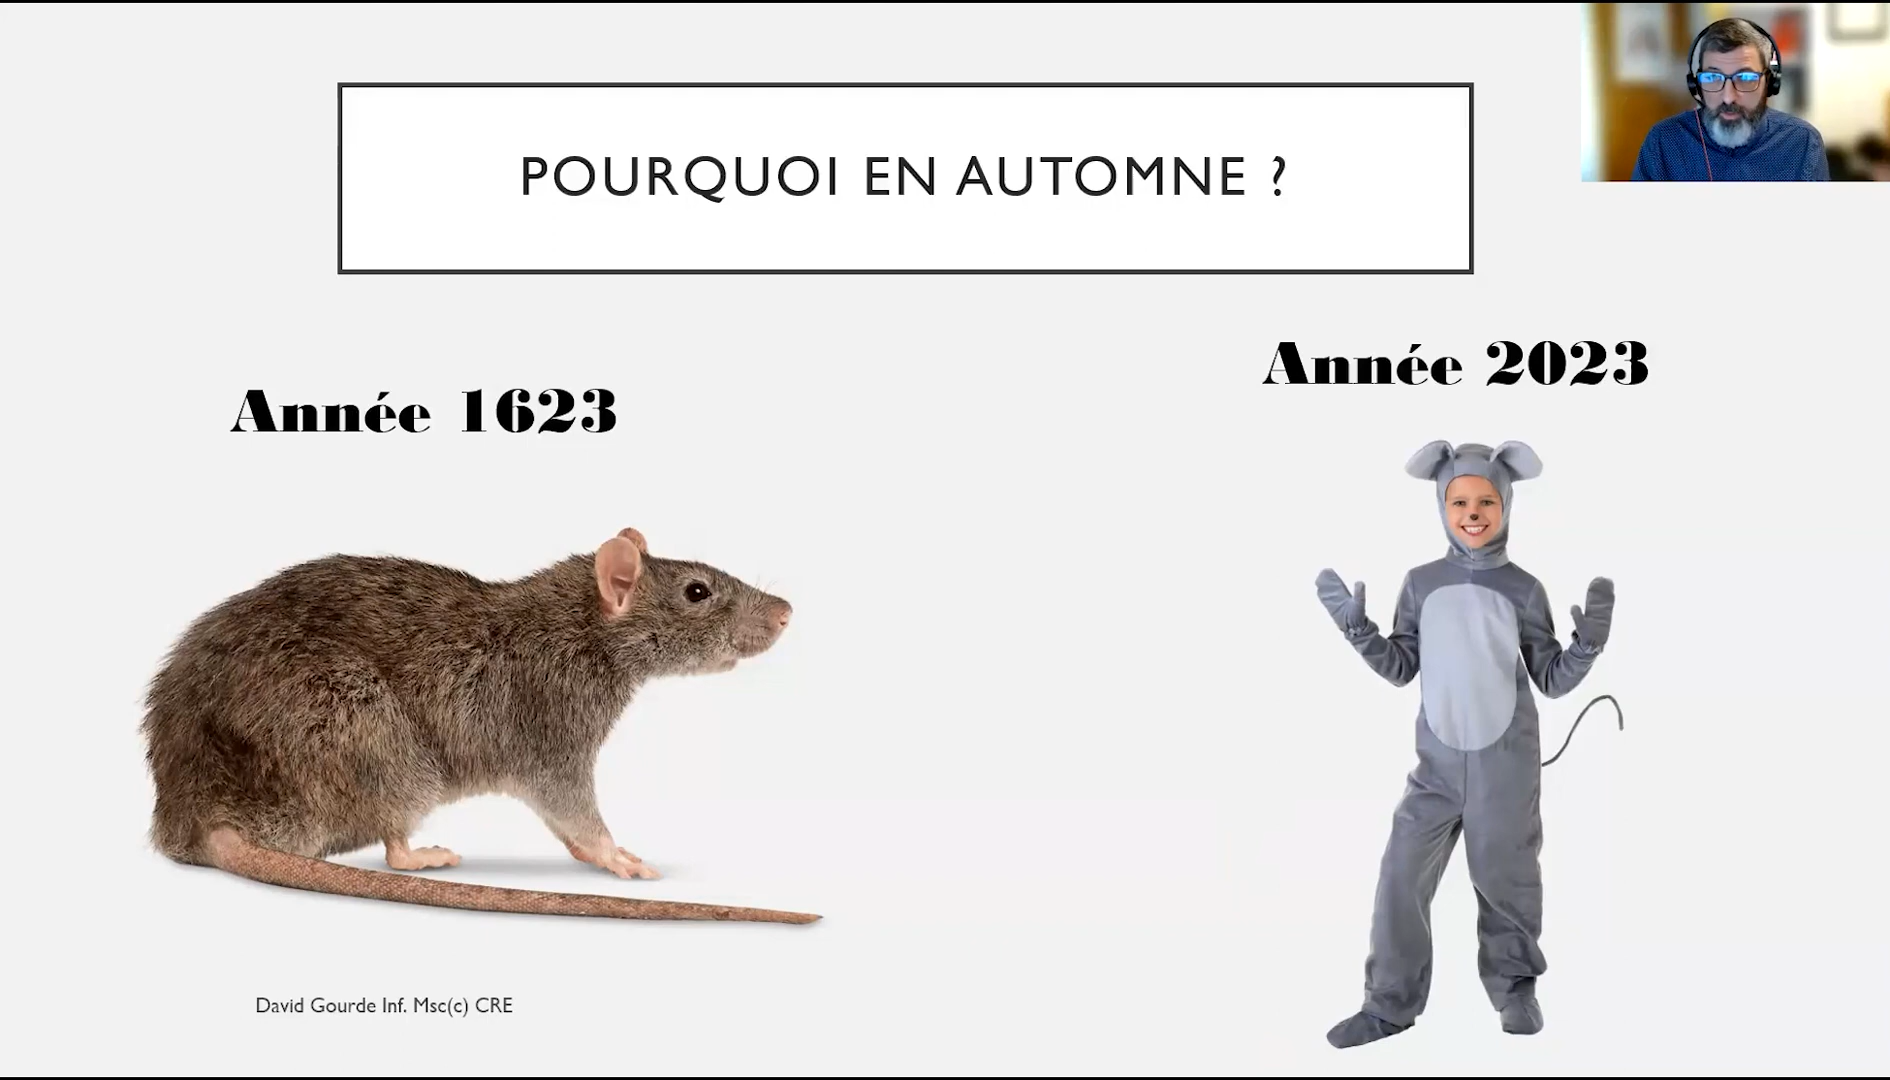 POURQUOI EN AUTOMNE ?
Année 2023
Année 1623
David Gourde Inf. Msc(c) CRE